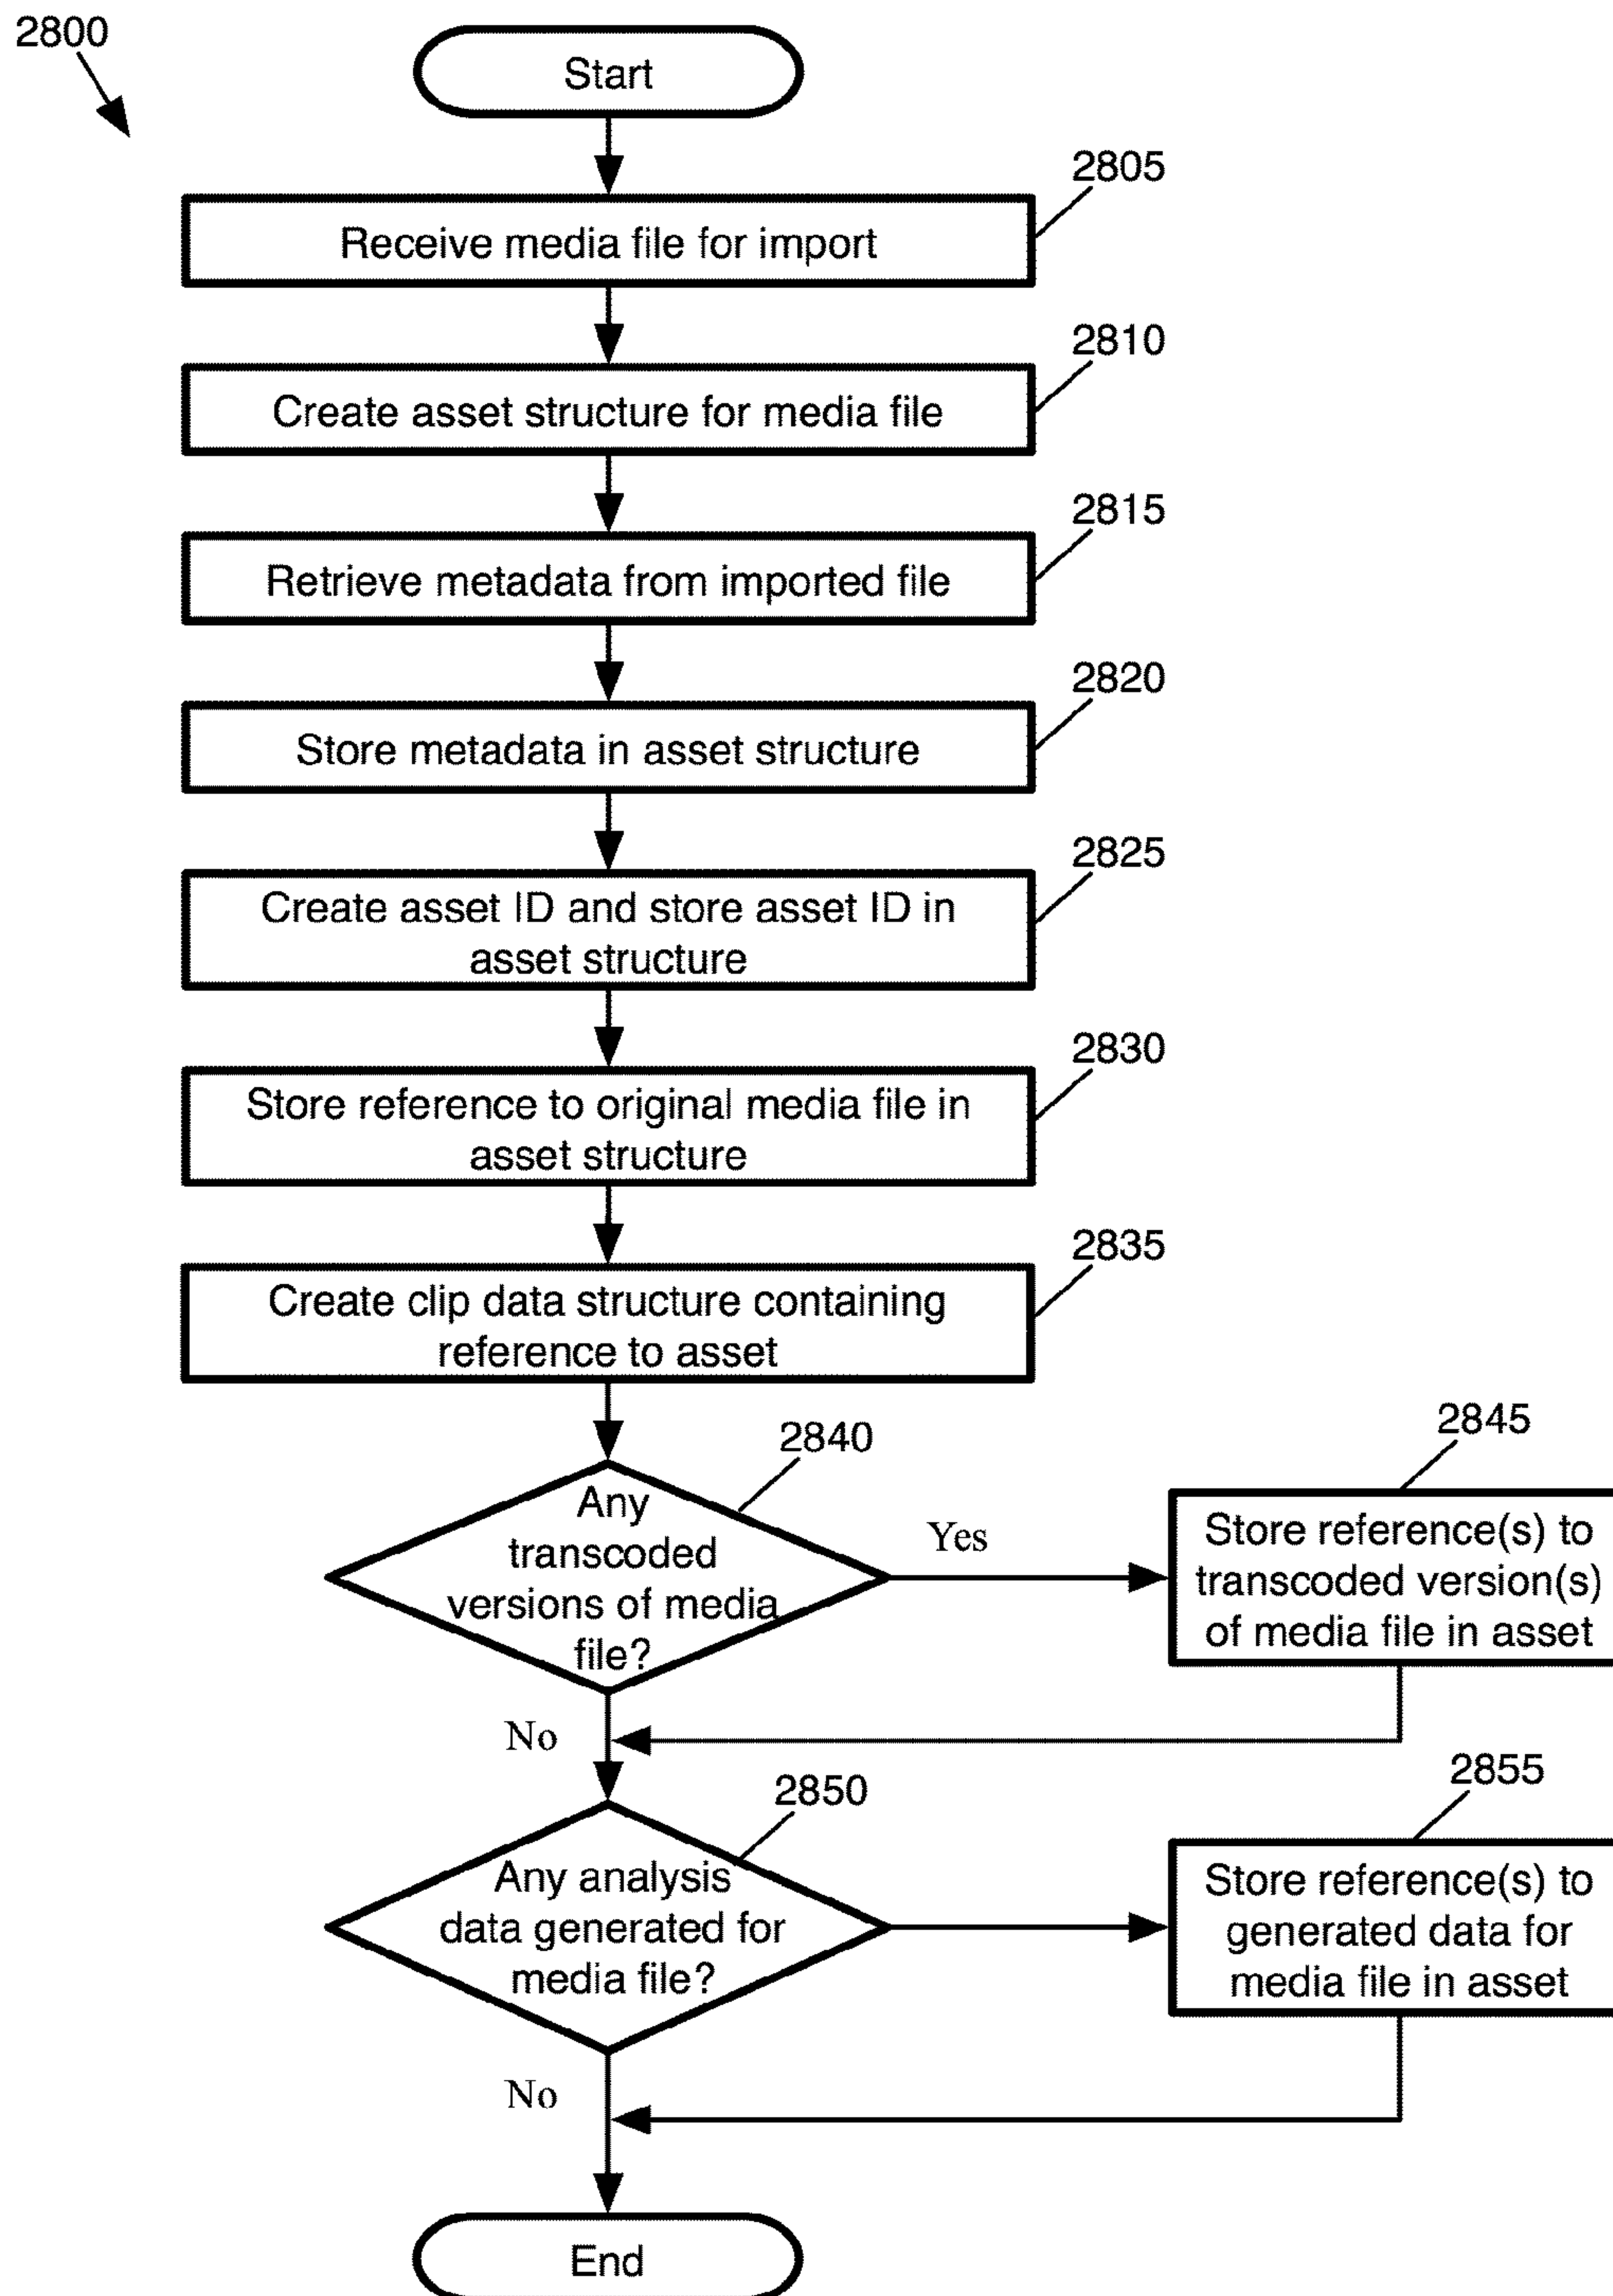 2800
Start
2805
Receive media file for import
2810
Create asset structure for media file
2815
Retrieve metadata from imported file
2820
Store metadata in asset structure
2825
Create asset ID and store asset ID in
asset structure
2830
Store reference to original media file in
asset structure
2835
Create clip data structure containing
reference to asset
2840
Any
transcoded
versions of media
file?
Yes
2845
Store reference(s) to
transcoded version(s)
of media file in asset
No
2850
Any analysis
data generated for
media file?
2855
Store reference(s) to
generated data for
media file in asset
No
End